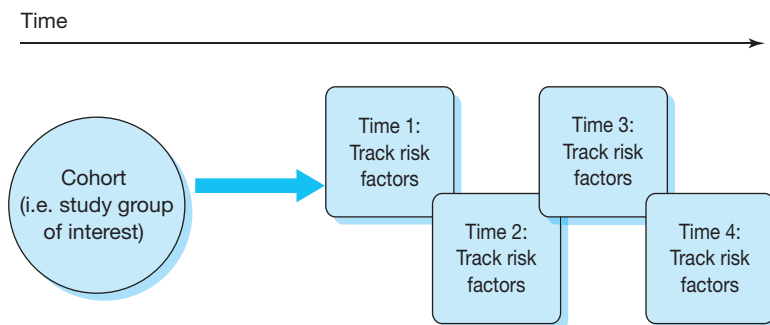 Time
Cohort
(i.e. study group
of interest)
Time 1:
Track risk
factors
Time 2:
Track risk
factors
Time 3:
Track risk
factors
Time 4:
Track risk
factors